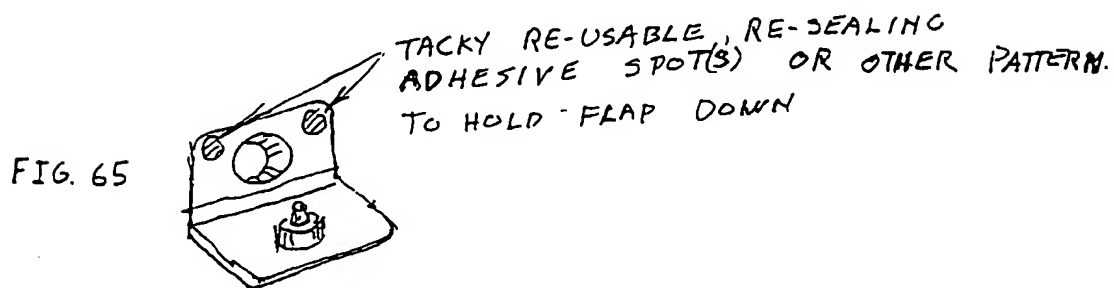 TACKY RE-USABLE, RE-SEALING
ADHESIVE SPOT(S) OR OTHER PATTERN.
TO HOLD-FLAP DOWN
FIG. 65